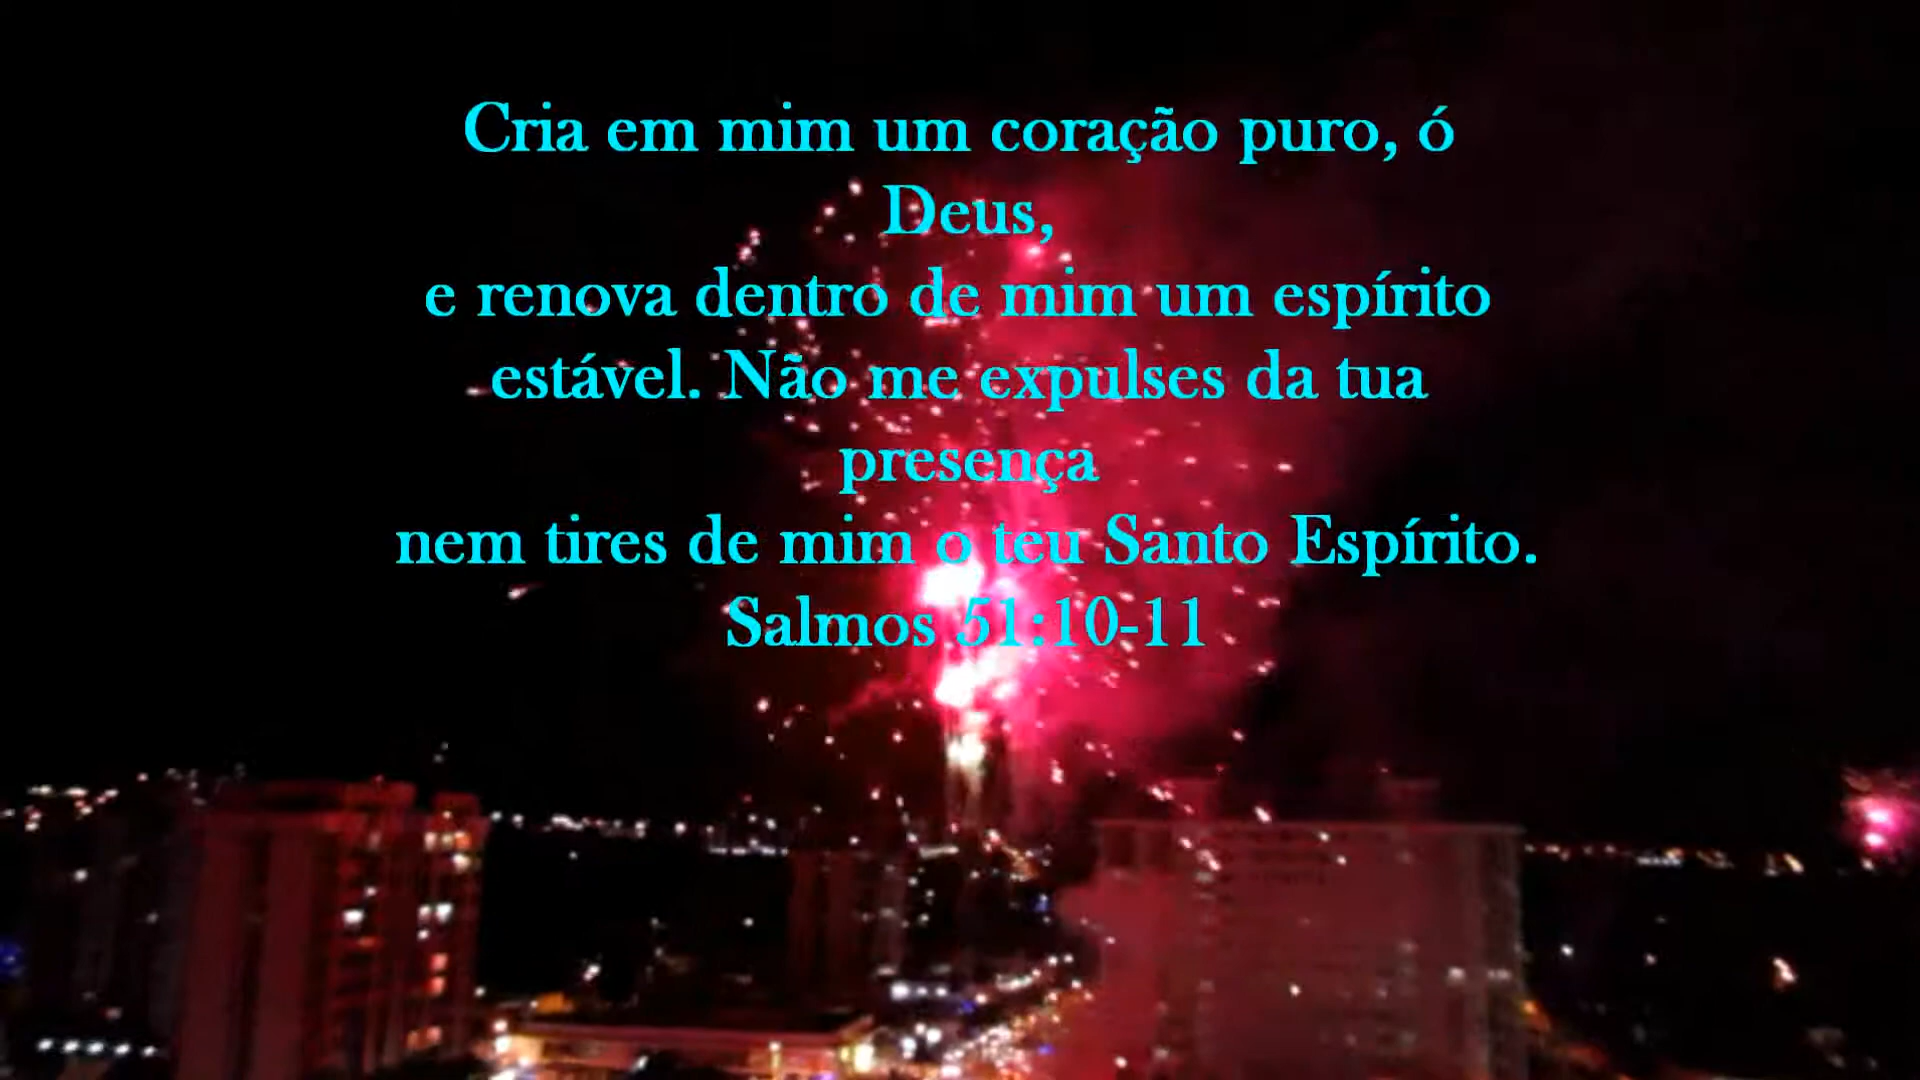 Cria em mim um coração puro, ó
Deus,
e renova dentro de mim um espírito
estável. Não me expulses da tua
presença
nem tires de mim o teu Santo Espírito.
Salmos 51:10-11